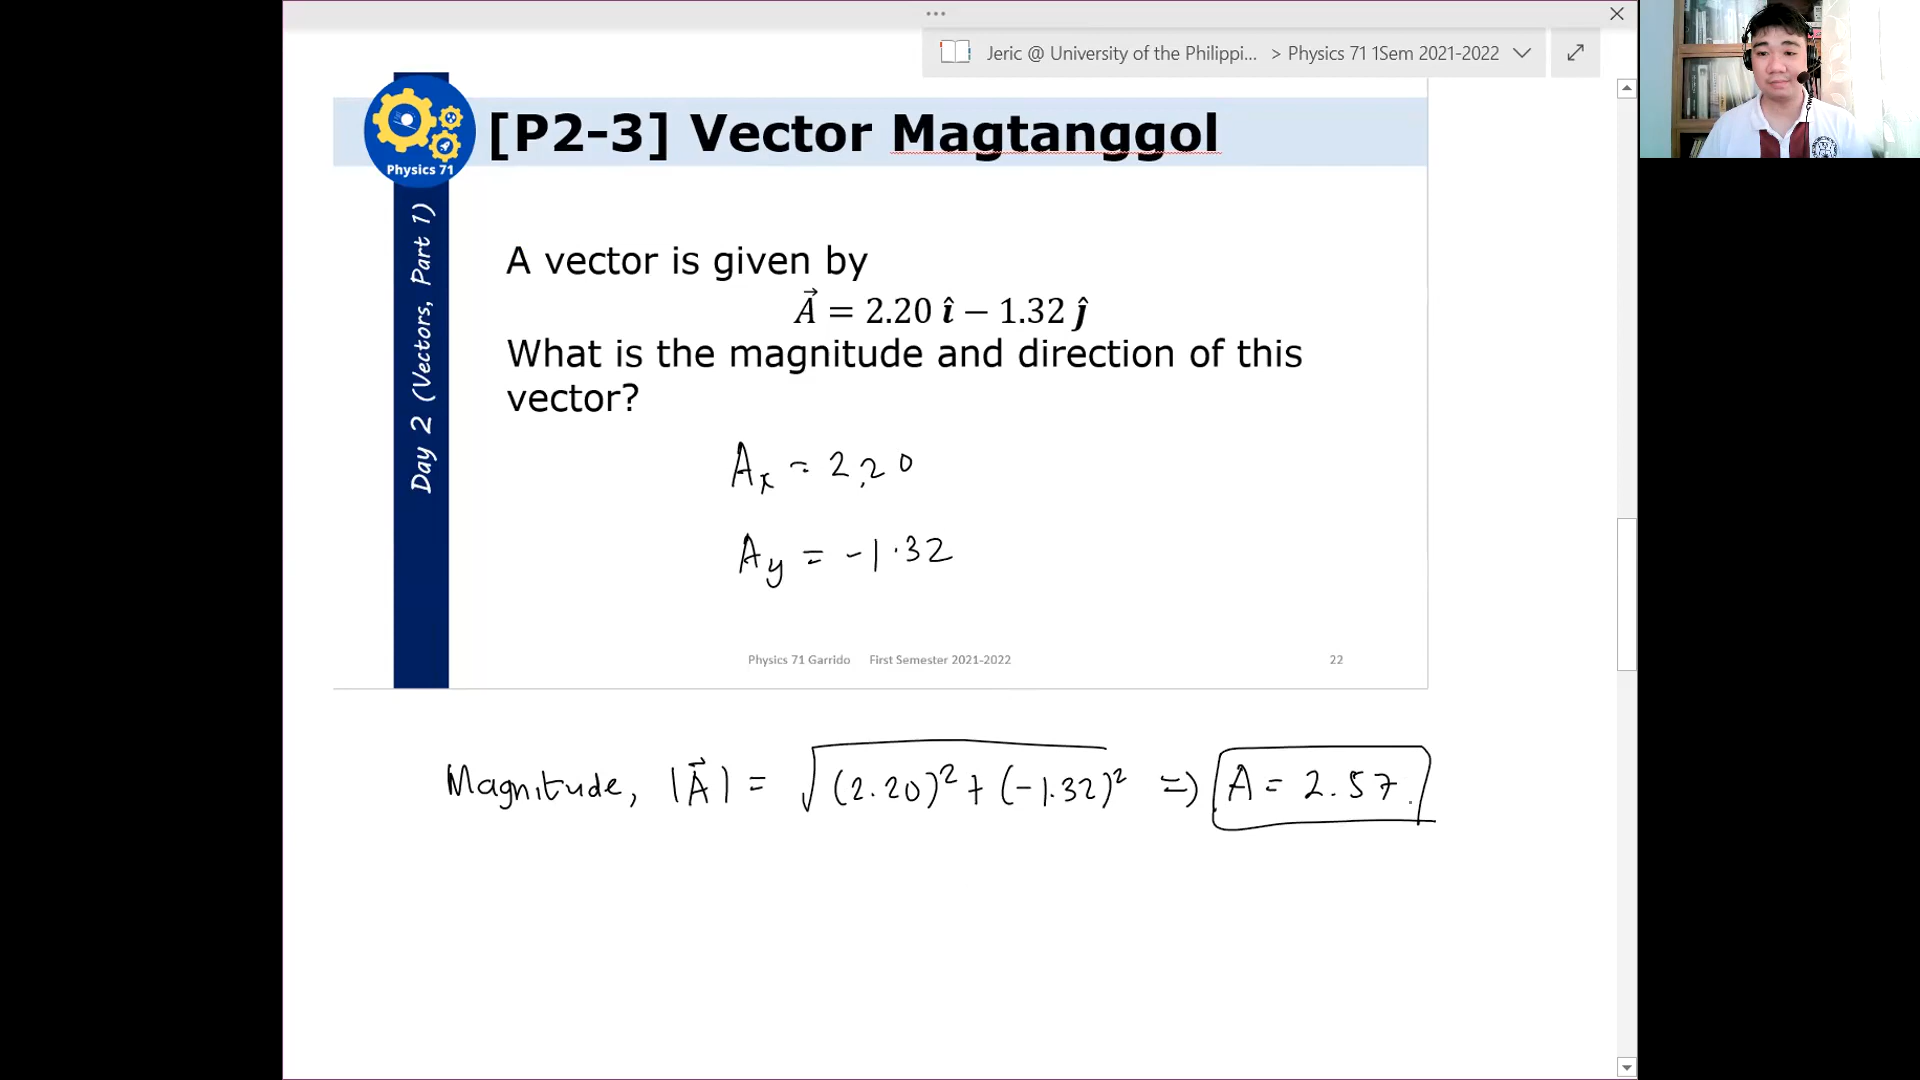 Jeric @ University of the Philippi... > Physics 71 1Sem 2021-2022
[P2-3] Vector Magtanggol
Physics 71
Day 2 (Vectors, Part 1)
A vector is given by
A⃗ = 2.20 î − 1.32 ĵ
What is the magnitude and direction of this
vector?
Aₓ = 2.20
A_y = -1.32
Physics 71 Garrido First Semester 2021-2022 22
Magnitude, |A⃗| = √(2.20)² + (-1.32)² ⇒ A = 2.57